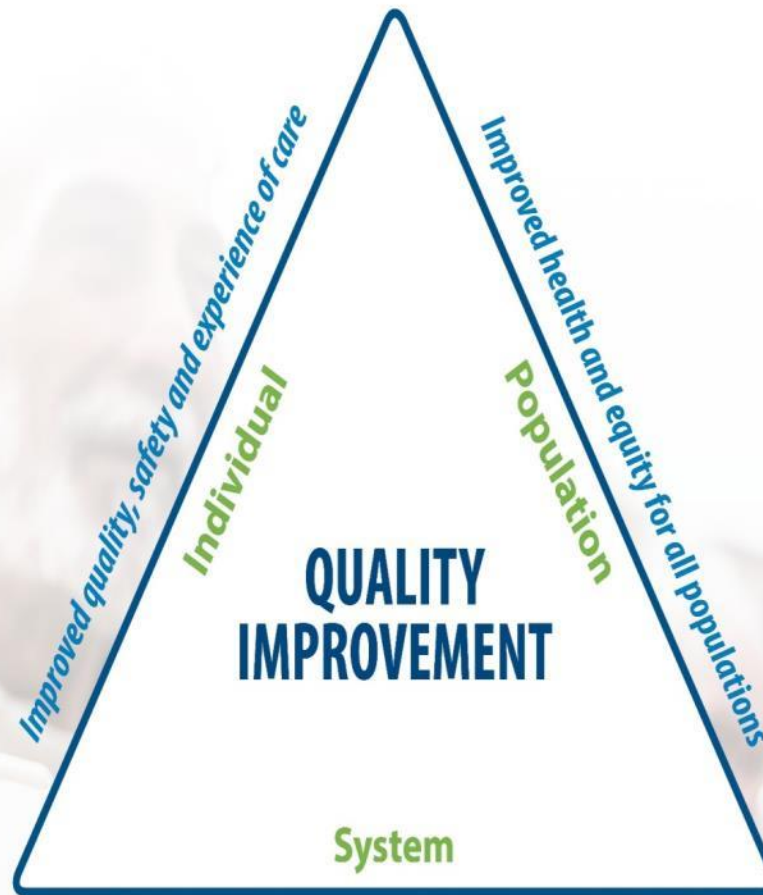 Improved quality, safety and experience of care
Improved health and equity for all populations
Individual
Population
QUALITY
IMPROVEMENT
System